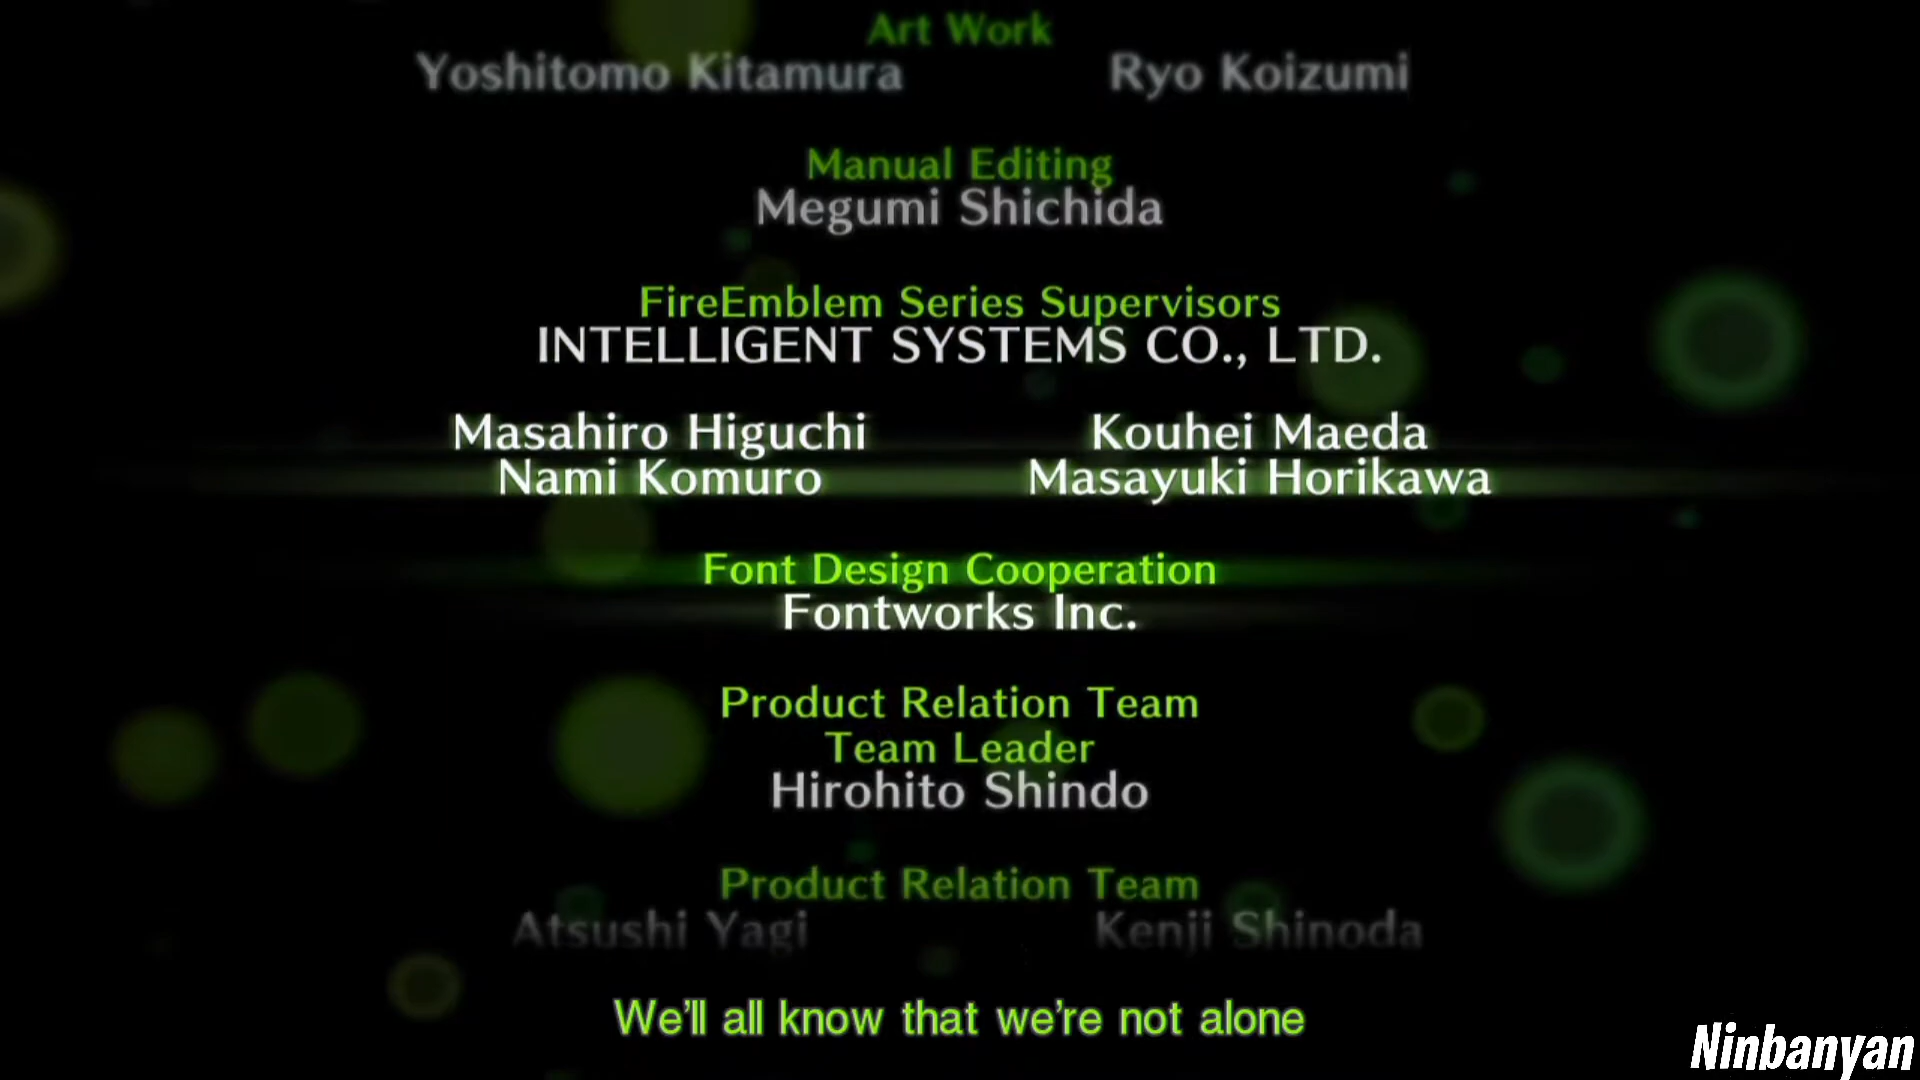 Art Work
Yoshitomo Kitamura Ryo Koizumi
Manual Editing
Megumi Shichida
FireEmblem Series Supervisors
INTELLIGENT SYSTEMS CO., LTD.
Masahiro Higuchi Kouhei Maeda
Nami Komuro Masayuki Horikawa
Font Design Cooperation
Fontworks Inc.
Product Relation Team
Team Leader
Hirohito Shindo
Product Relation Team
Atsushi Yagi Kenji Shinoda
We'll all know that we're not alone
Ninbanyan